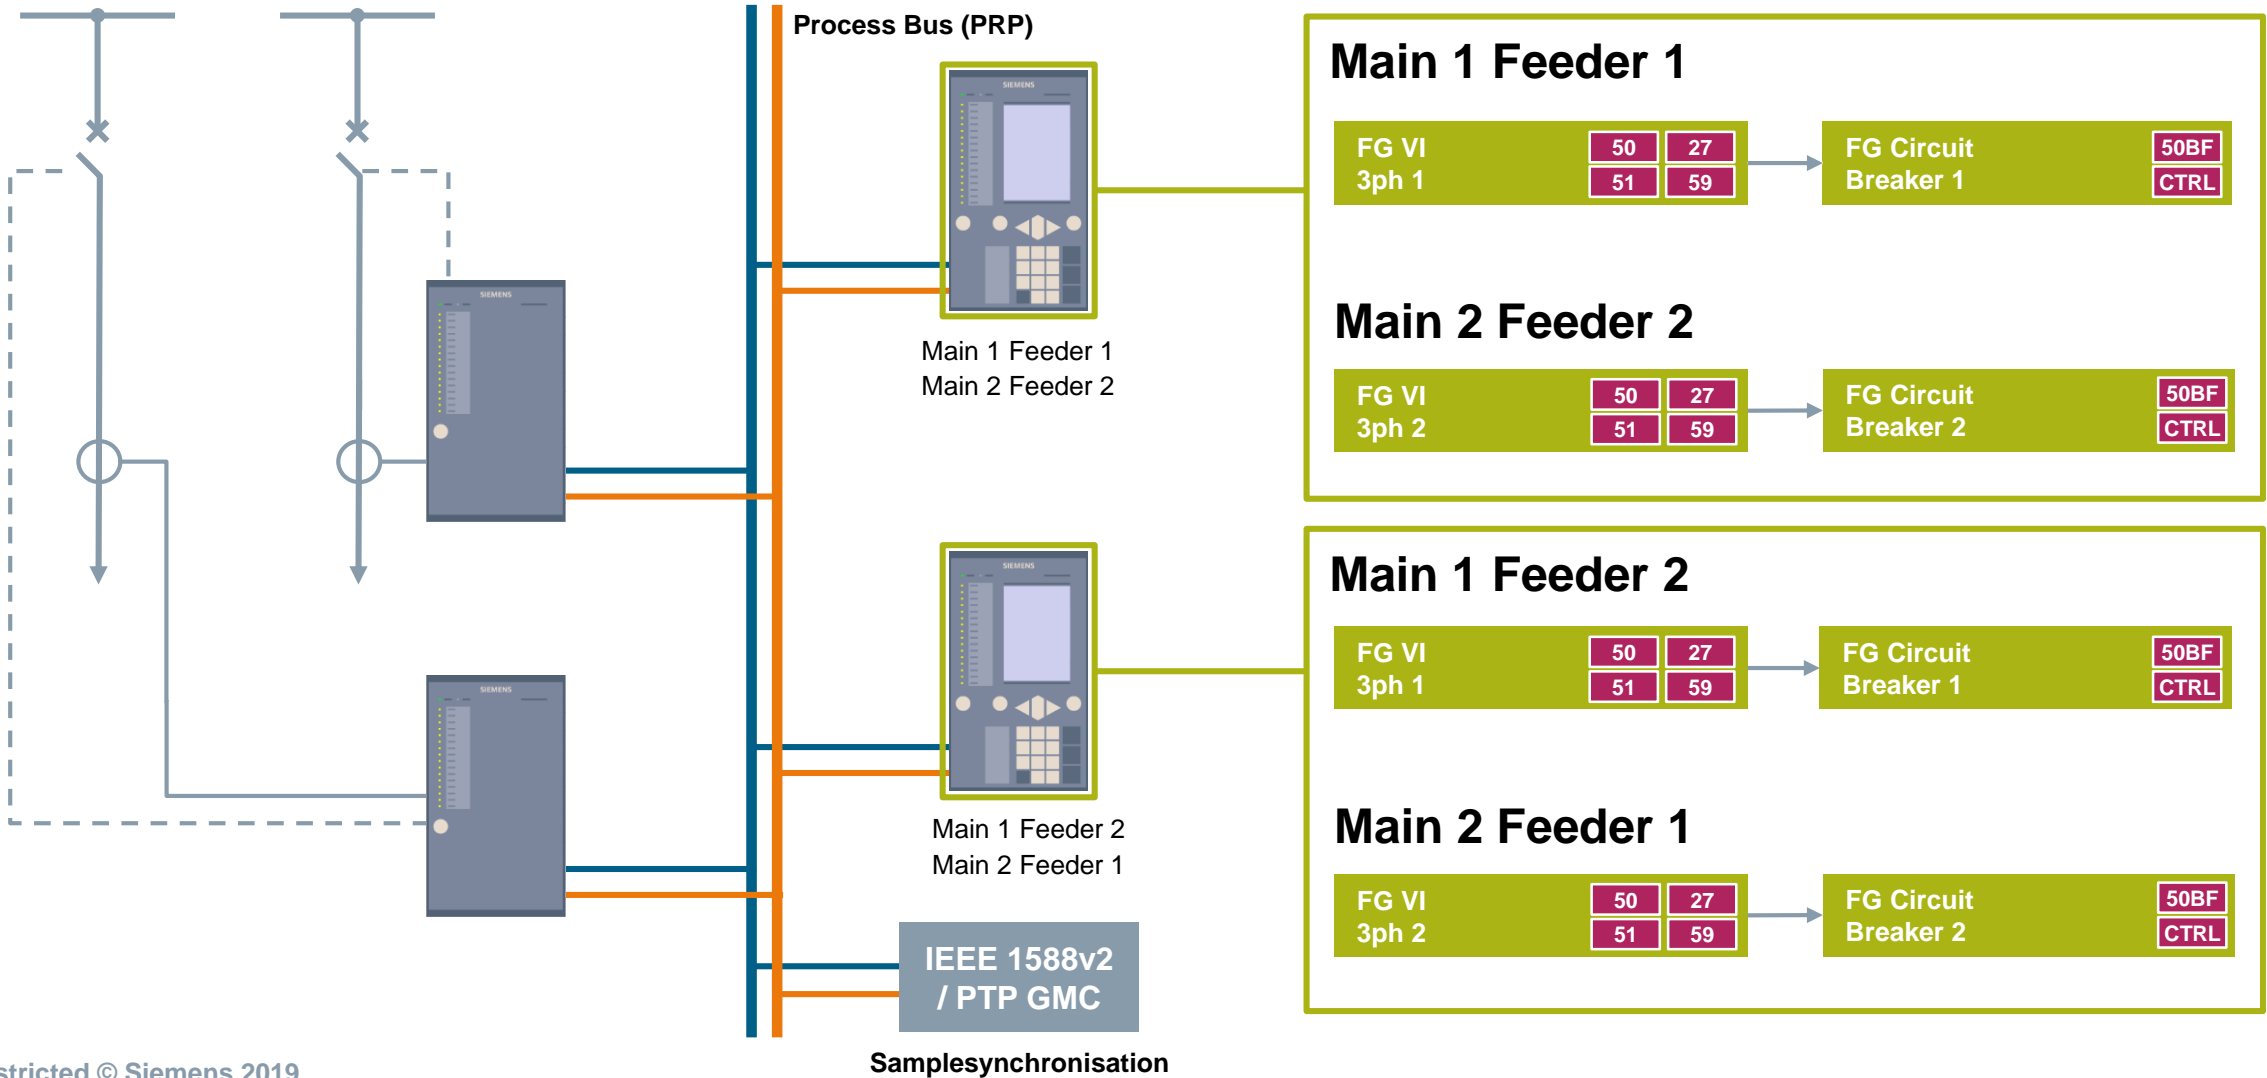 Process Bus (PRP)
SIEMENS
Main 1 Feeder 1
Main 2 Feeder 2
SIEMENS
SIEMENS
Main 1 Feeder 2
Main 2 Feeder 1
SIEMENS
IEEE 1588v2
/ PTP GMC
Samplesynchronisation
Main 1 Feeder 1
FG VI
3ph 1
50 27
51 59
FG Circuit
Breaker 1
50BF
CTRL
Main 2 Feeder 2
FG VI
3ph 2
50 27
51 59
FG Circuit
Breaker 2
50BF
CTRL
Main 1 Feeder 2
FG VI
3ph 1
50 27
51 59
FG Circuit
Breaker 1
50BF
CTRL
Main 2 Feeder 1
FG VI
3ph 2
50 27
51 59
FG Circuit
Breaker 2
50BF
CTRL
© Siemens 2019